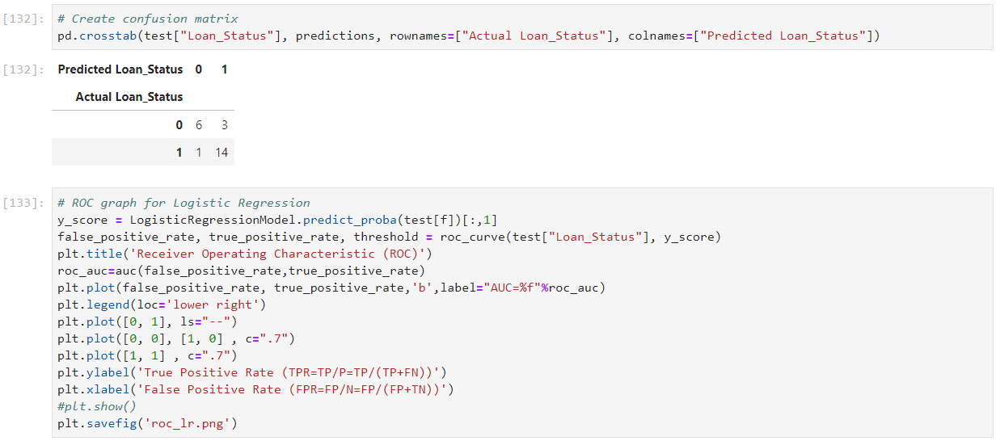 [132]: # Create confusion matrix
pd.crosstab(test["Loan_Status"], predictions, rownames=["Actual Loan_Status"], colnames=["Predicted Loan_Status"])
[132]: Predicted Loan_Status 0 1
Actual Loan_Status
0 6 3
1 1 14
[133]: # ROC graph for Logistic Regression
y_score = LogisticRegressionModel.predict_proba(test[f])[:,1]
false_positive_rate, true_positive_rate, threshold = roc_curve(test["Loan_Status"], y_score)
plt.title('Receiver Operating Characteristic (ROC)')
roc_auc=auc(false_positive_rate,true_positive_rate)
plt.plot(false_positive_rate, true_positive_rate,'b',label="AUC=%f"%roc_auc)
plt.legend(loc='lower right')
plt.plot([0, 1], ls="--")
plt.plot([0, 0], [1, 0] , c=".7")
plt.plot([1, 1] , c=".7")
plt.ylabel('True Positive Rate (TPR=TP/P=TP/(TP+FN))')
plt.xlabel('False Positive Rate (FPR=FP/N=FP/(FP+TN))')
#plt.show()
plt.savefig('roc_lr.png')